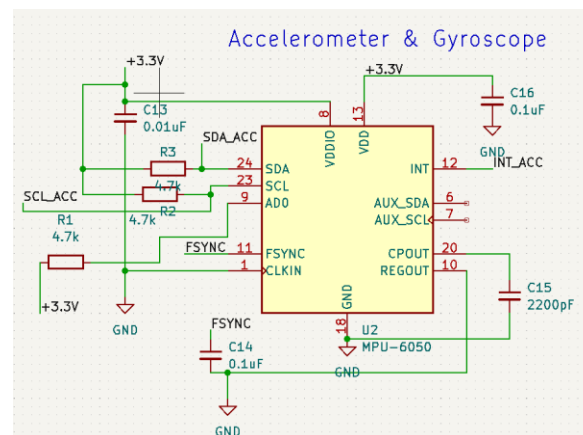 Accelerometer & Gyroscope
+3.3V
+3.3V
C13
0.01uF
C16
0.1uF
GND
SDA_ACC
8
VDDIO
13
VDD
R3
4.7k
24
SDA
INT
12
INT_ACC
SCL_ACC
23
SCL
R2
4.7k
9
AD0
AUX_SDA
6
AUX_SCL
7
R1
4.7k
FSYNC
11
FSYNC
CPOUT
20
1
CLKIN
REGOUT
10
+3.3V
GND
C15
2200pF
GND
18
U2
MPU-6050
GND
FSYNC
C14
0.1uF
GND